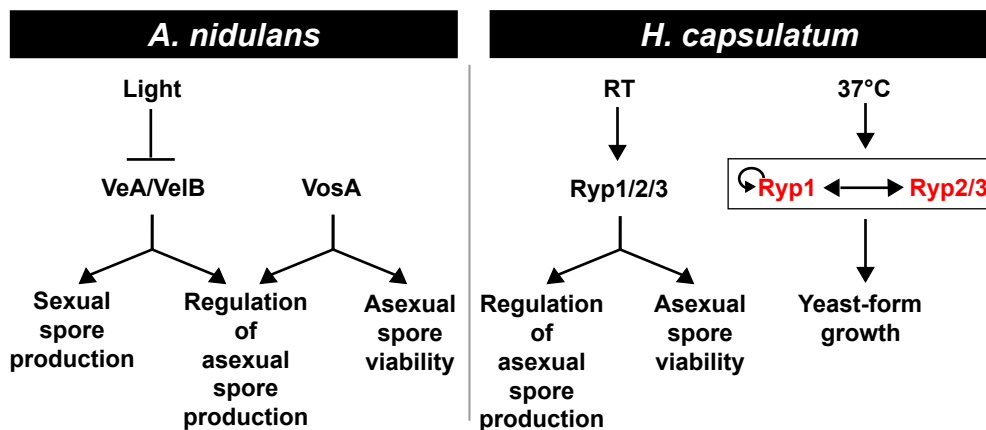 A. nidulans
H. capsulatum
Light
VeA/VelB
VosA
Sexual
spore
production
Regulation
of
asexual
spore
production
Asexual
spore
viability
RT
37°C
Ryp1/2/3
Ryp1
Ryp2/3
Regulation
of
asexual
spore
production
Asexual
spore
viability
Yeast-form
growth